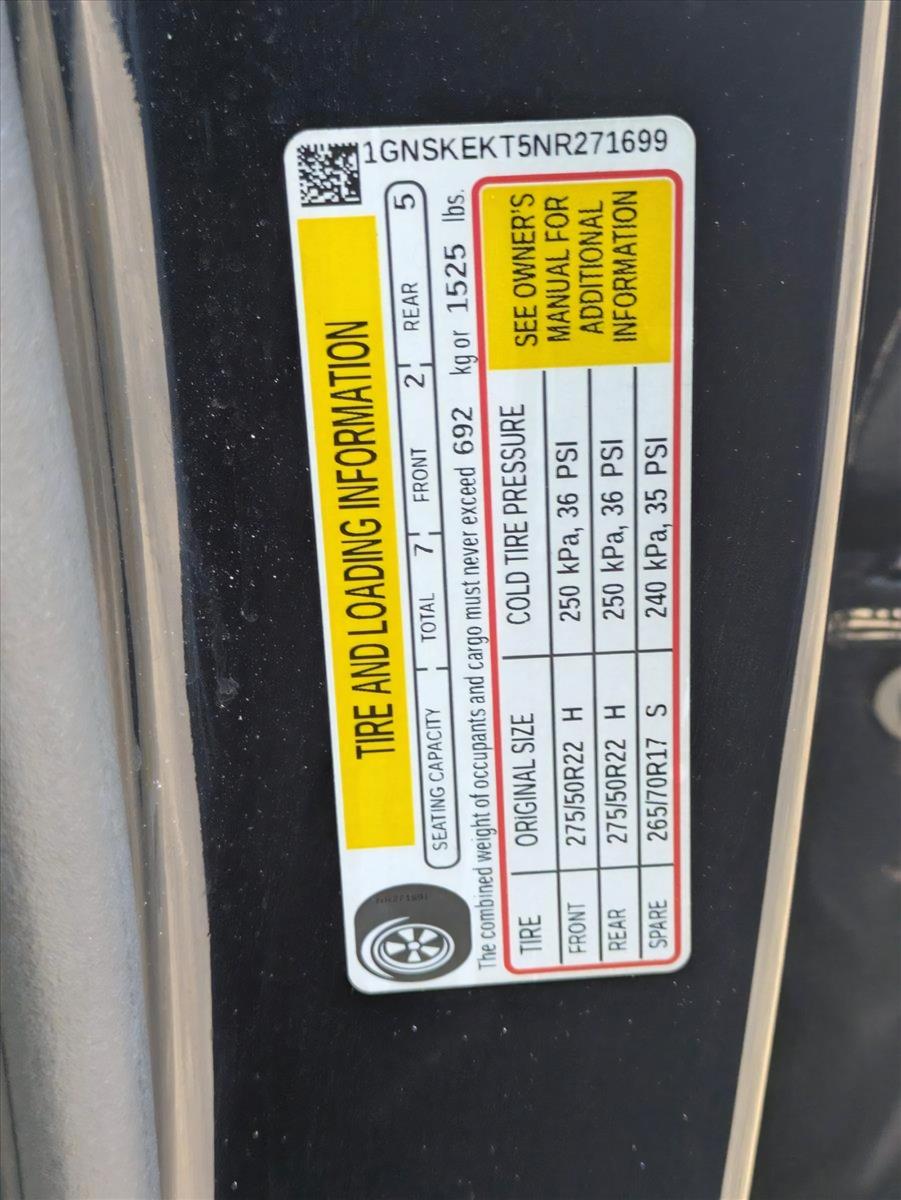 1GNSKEKT5NR271699
TIRE AND LOADING INFORMATION
SEATING CAPACITY TOTAL 7 FRONT 2 REAR 5
The combined weight of occupants and cargo must never exceed 692 kg or 1525 lbs.
TIRE ORIGINAL SIZE COLD TIRE PRESSURE
FRONT 275/50R22 H 250 kPa, 36 PSI
REAR 275/50R22 H 250 kPa, 36 PSI
SPARE 265/70R17 S 240 kPa, 35 PSI
SEE OWNER'S
MANUAL FOR
ADDITIONAL
INFORMATION